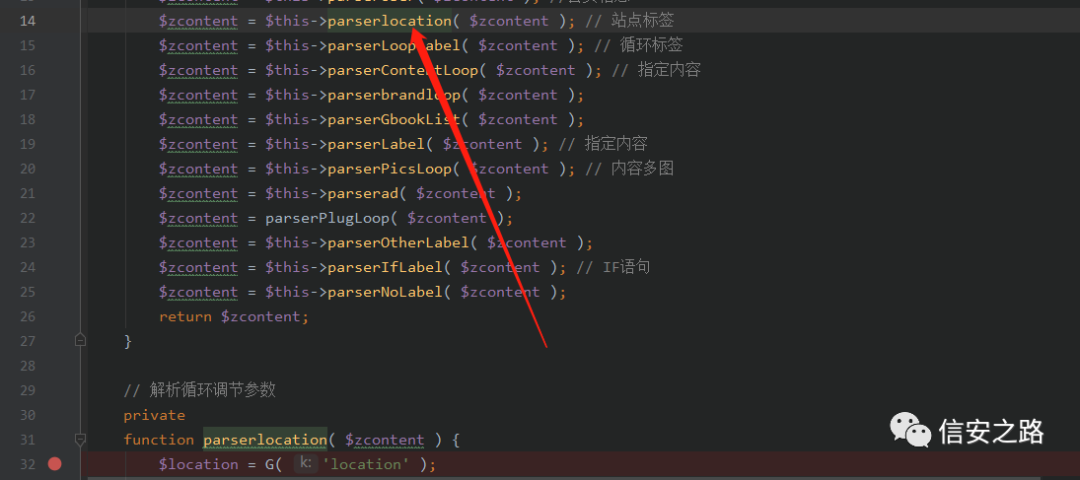 14 $zcontent = $this->parserlocation( $zcontent ); // 站点标签
15 $zcontent = $this->parserLoopLabel( $zcontent ); // 循环标签
16 $zcontent = $this->parserContentLoop( $zcontent ); // 指定内容
17 $zcontent = $this->parserbrandloop( $zcontent );
18 $zcontent = $this->parserGbookList( $zcontent );
19 $zcontent = $this->parserLabel( $zcontent ); // 指定内容
20 $zcontent = $this->parserPicsLoop( $zcontent ); // 内容多图
21 $zcontent = $this->parserad( $zcontent );
22 $zcontent = parserPlugLoop( $zcontent );
23 $zcontent = $this->parserOtherLabel( $zcontent );
24 $zcontent = $this->parserIfLabel( $zcontent ); // IF语句
25 $zcontent = $this->parserNoLabel( $zcontent );
26 return $zcontent;
27 }
28
29 // 解析循环调节参数
30 private
31 function parserlocation( $zcontent ) {
32 $location = G( k: 'location' );
信安之路